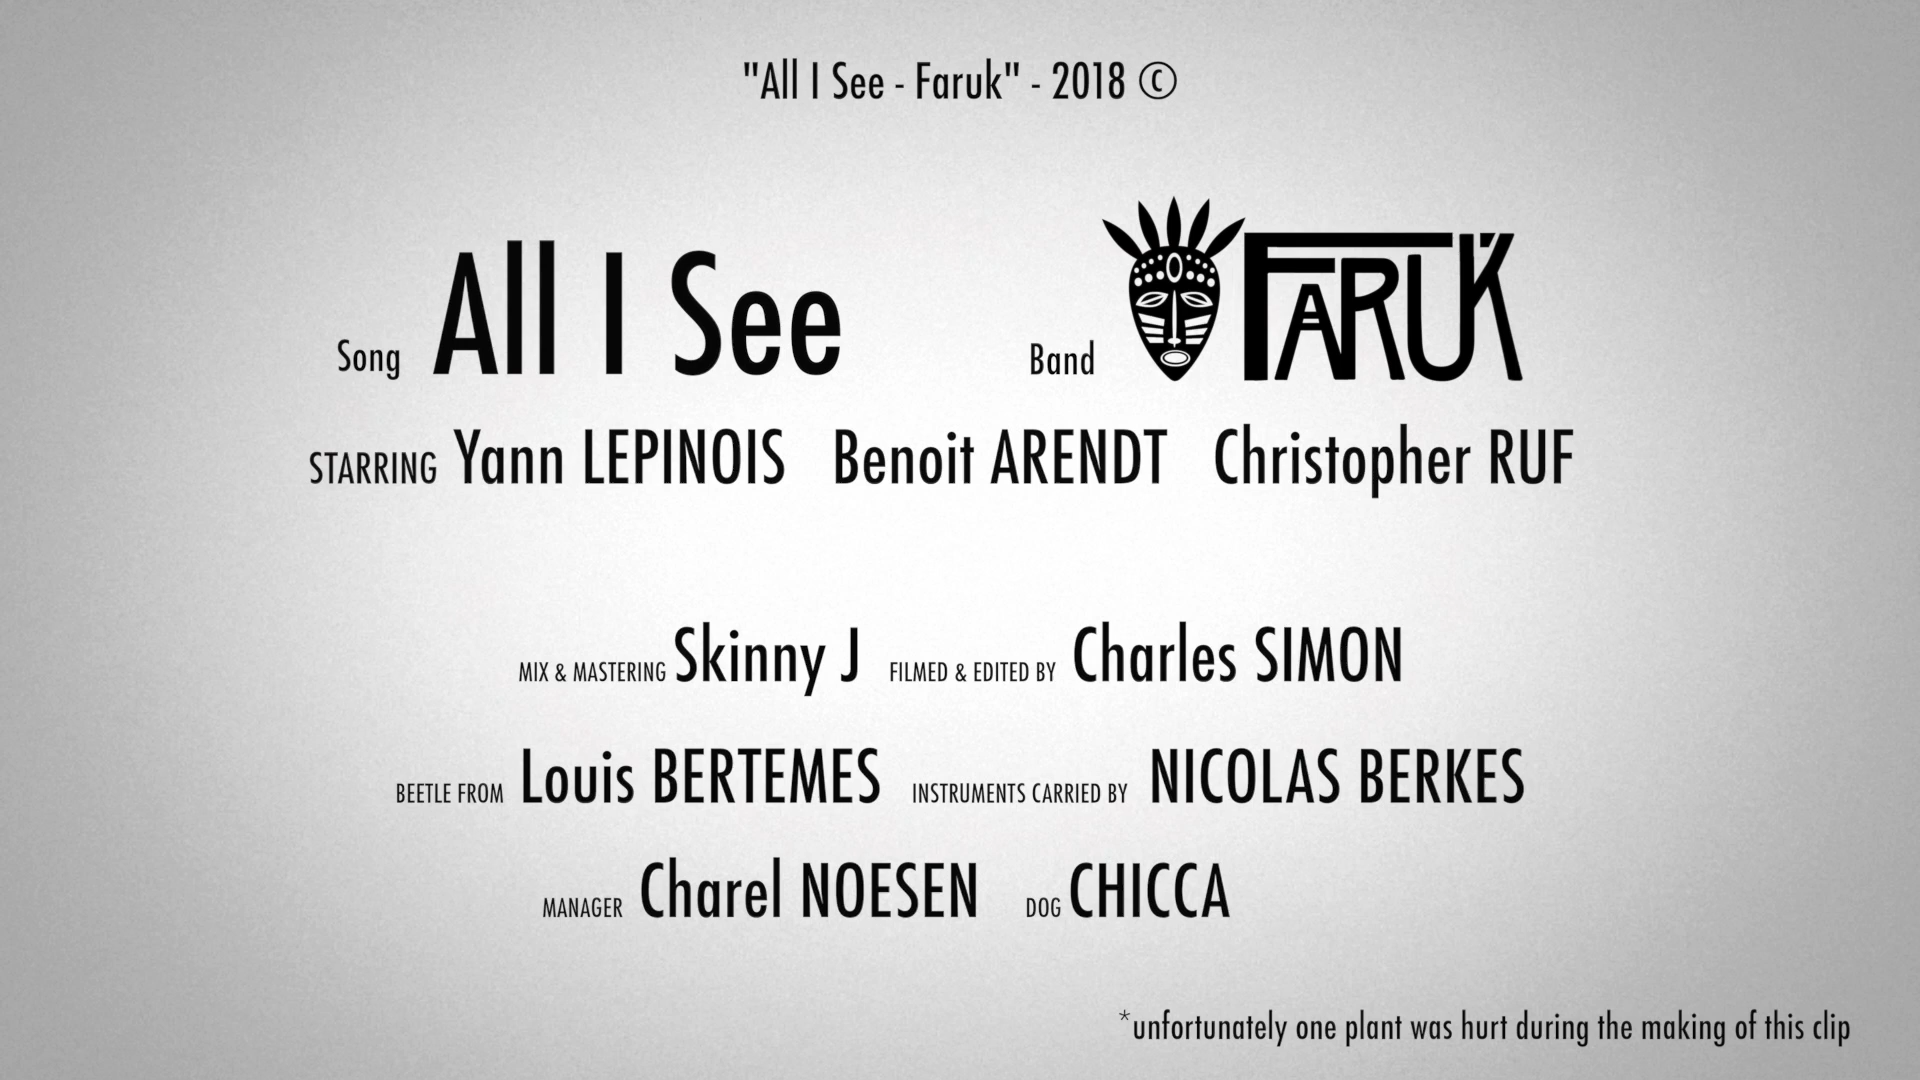 "All I See - Faruk" - 2018 ©
Song All I See Band FARUK
STARRING Yann LEPINOIS Benoit ARENDT Christopher RUF
MIX & MASTERING Skinny J FILMED & EDITED BY Charles SIMON
BEETLE FROM Louis BERTEMES INSTRUMENTS CARRIED BY NICOLAS BERKES
MANAGER Charel NOESEN DOG CHICCA
*unfortunately one plant was hurt during the making of this clip